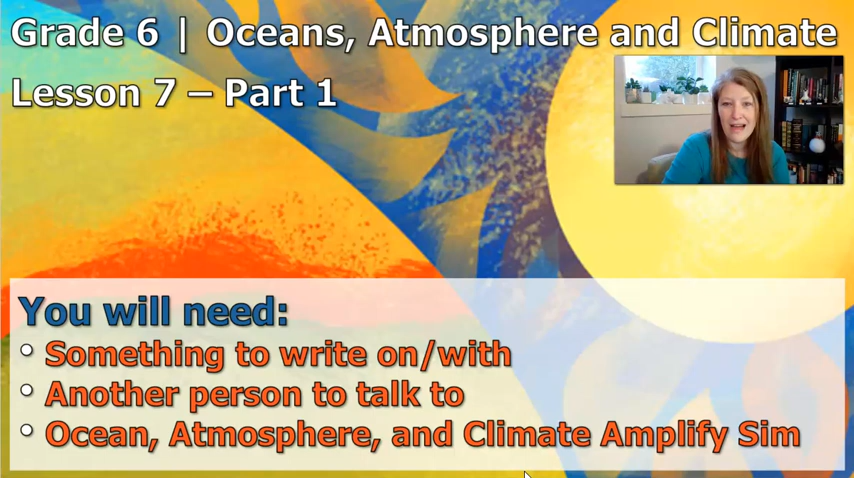 Grade 6 | Oceans, Atmosphere and Climate
Lesson 7 – Part 1
You will need:
• Something to write on/with
• Another person to talk to
• Ocean, Atmosphere, and Climate Amplify Sim